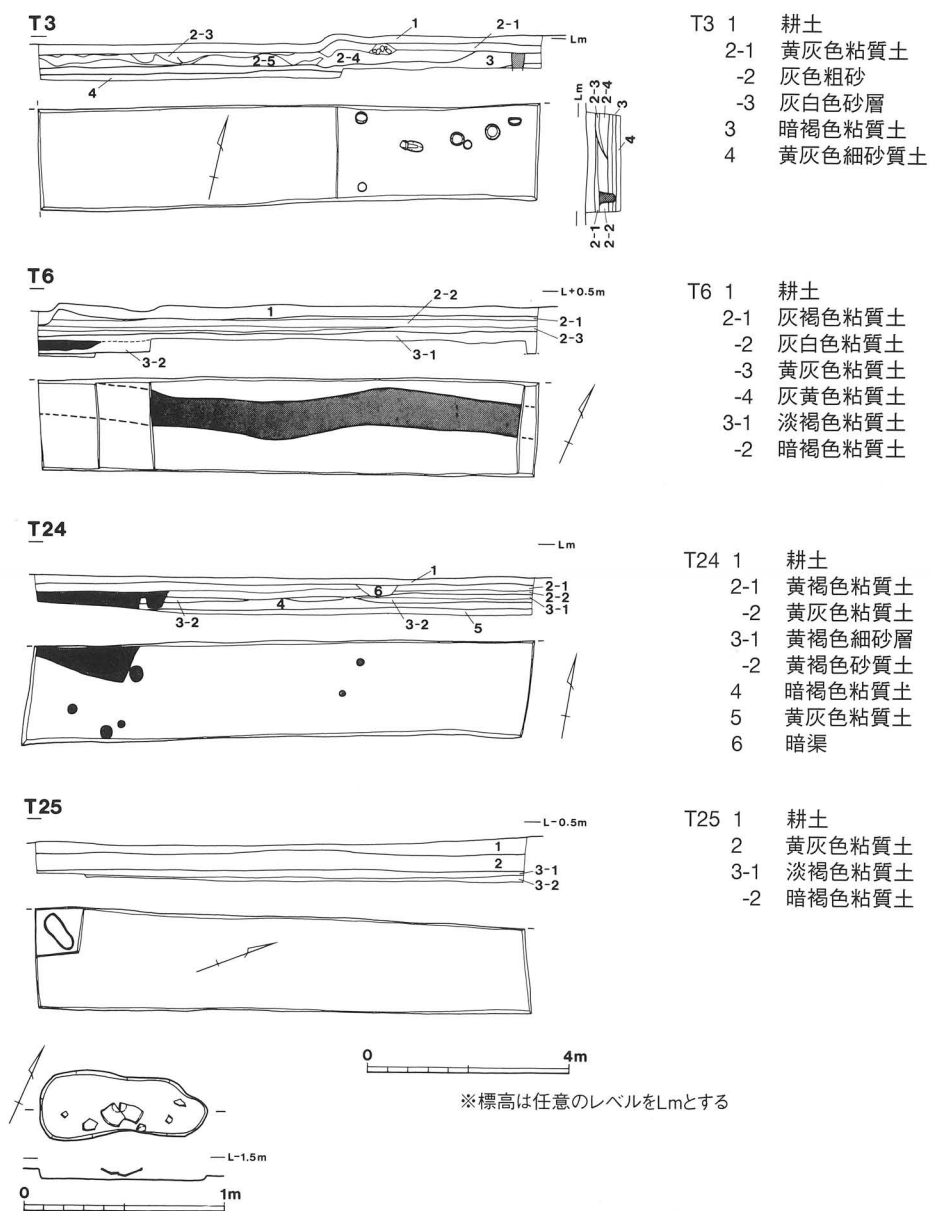 T3
2-3
1
2-1
Lm
2-5
2-4
3
4
Lm
2-3
2-4
3
4
2-1
2-2
T3 1 耕土
2-1 黄灰色粘質土
-2 灰色粗砂
-3 灰白色砂層
3 暗褐色粘質土
4 黄灰色細砂質土
T6
L+0.5m
2-2
1
2-1
2-3
3-1
3-2
T6 1 耕土
2-1 灰褐色粘質土
-2 灰白色粘質土
-3 黄灰色粘質土
-4 灰黄色粘質土
3-1 淡褐色粘質土
-2 暗褐色粘質土
T24
Lm
1
6
2-1
2-2
3-1
4
3-2
3-2
5
T24 1 耕土
2-1 黄褐色粘質土
-2 黄灰色粘質土
3-1 黄褐色細砂層
-2 黄褐色砂質土
4 暗褐色粘質土
5 黄灰色粘質土
6 暗渠
T25
L-0.5m
1
2
3-1
3-2
T25 1 耕土
2 黄灰色粘質土
3-1 淡褐色粘質土
-2 暗褐色粘質土
0 4m
※標高は任意のレベルをLmとする
L-1.5m
0 1m